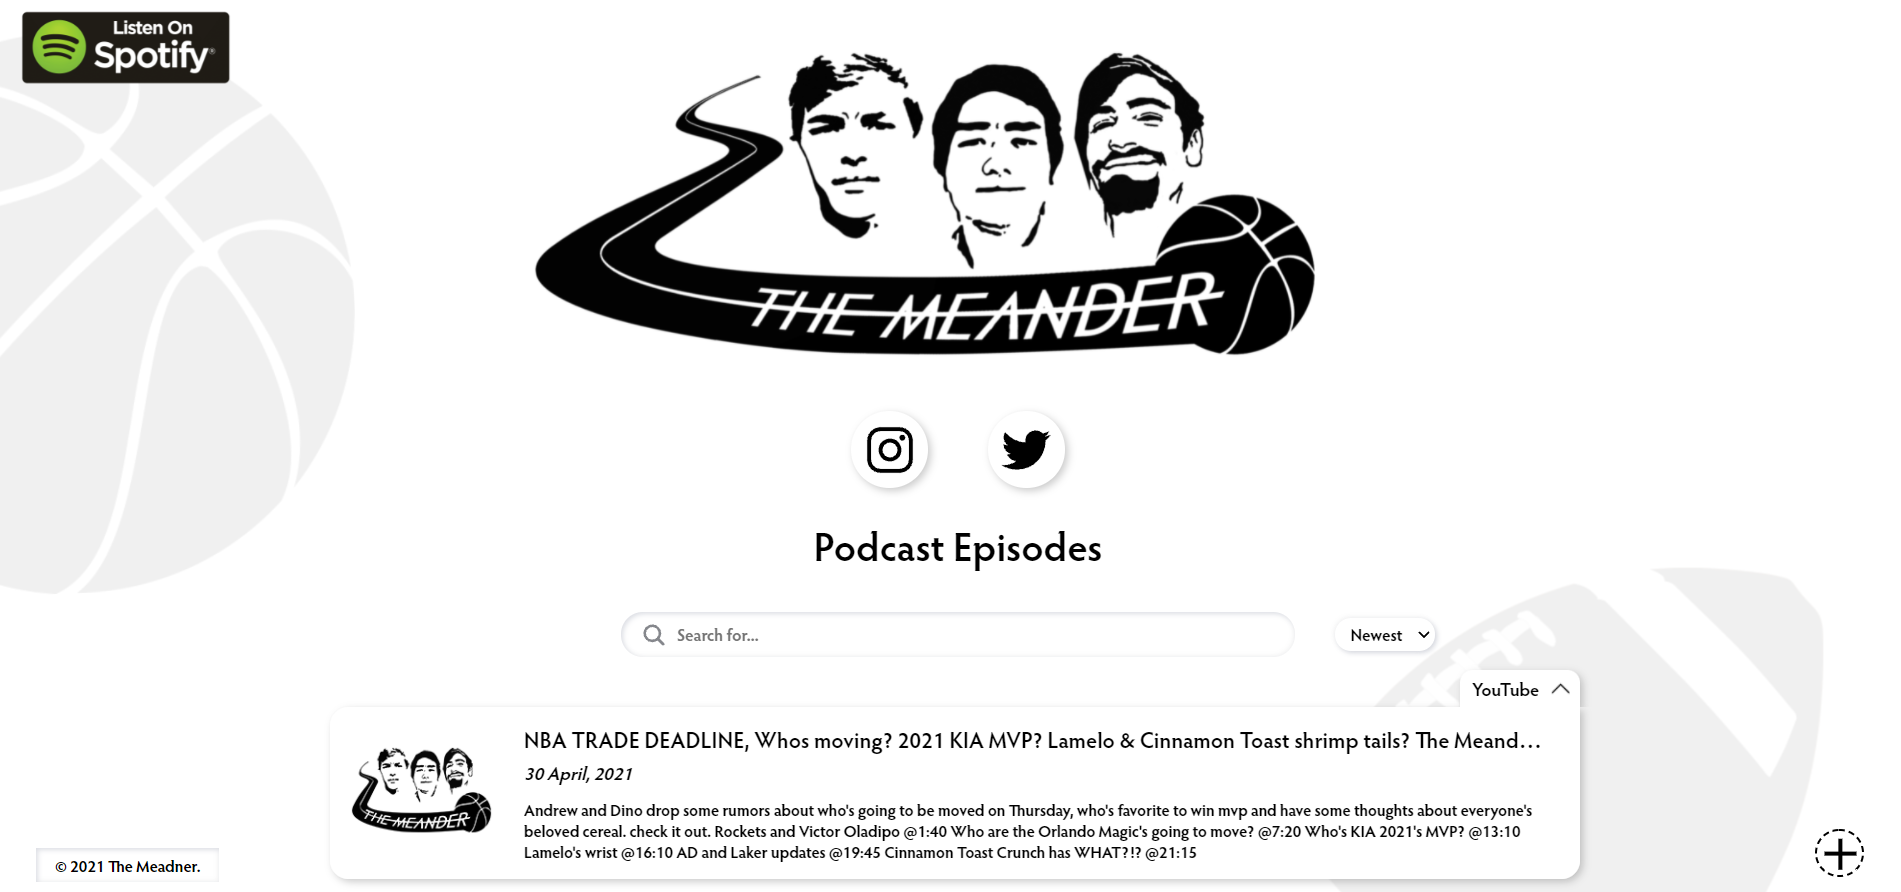 Listen On
Spotify®
THE MEANDER
Podcast Episodes
Search for...
Newest
YouTube
NBA TRADE DEADLINE, Whos moving? 2021 KIA MVP? Lamelo & Cinnamon Toast shrimp tails? The Meand...
30 April, 2021
THE MEANDER
Andrew and Dino drop some rumors about who's going to be moved on Thursday, who's favorite to win mvp and have some thoughts about everyone's
beloved cereal. check it out. Rockets and Victor Oladipo @1:40 Who are the Orlando Magic's going to move? @7:20 Who's KIA 2021's MVP? @13:10
Lamelo's wrist @16:10 AD and Laker updates @19:45 Cinnamon Toast Crunch has WHAT?!? @21:15
© 2021 The Meadner.